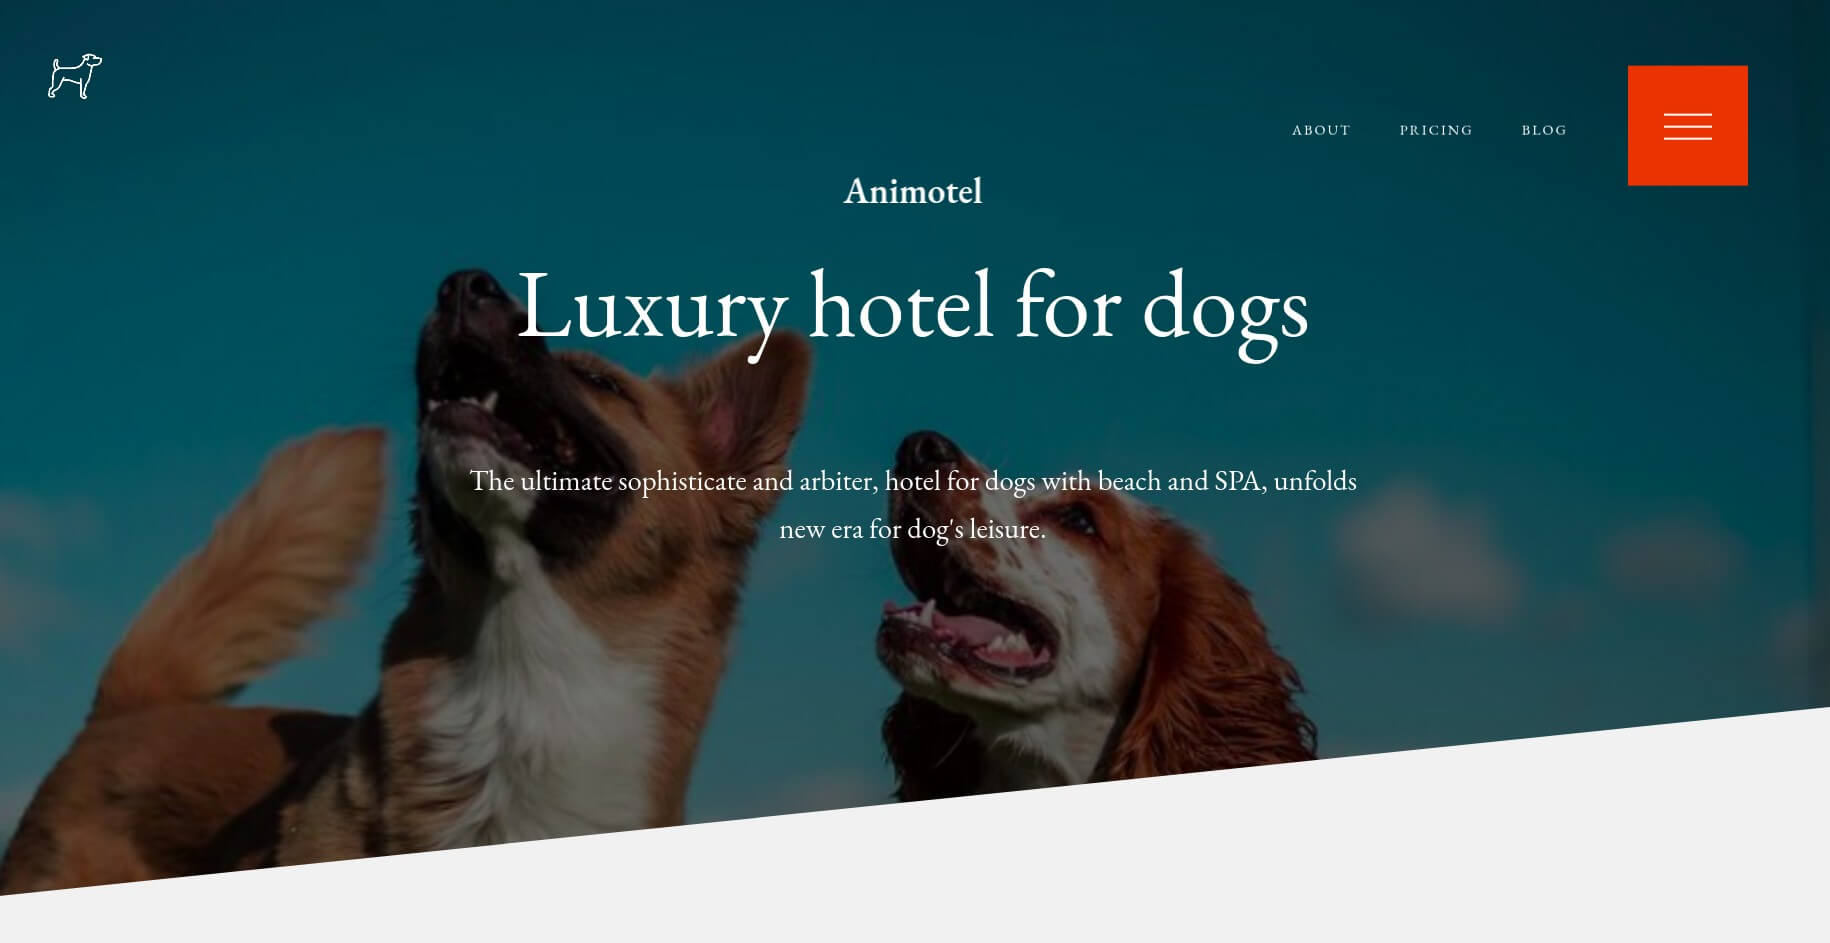 ABOUT PRICING BLOG
Animotel
Luxury hotel for dogs
The ultimate sophisticate and arbiter, hotel for dogs with beach and SPA, unfolds
new era for dog's leisure.